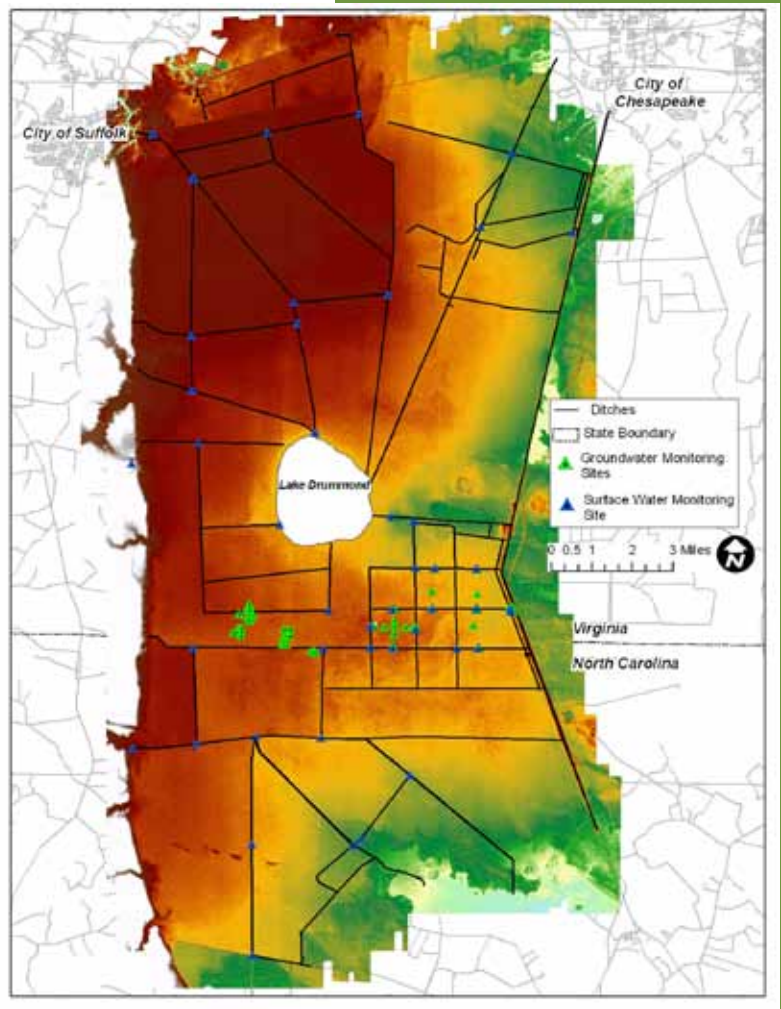 City of
Chesapeake
City of Suffolk
Ditches
State Boundary
Groundwater Monitoring
Sites
Surface Water Monitoring
Site
Lake Drummond
0 0.5 1 2 3 Miles
N
Virginia
North Carolina